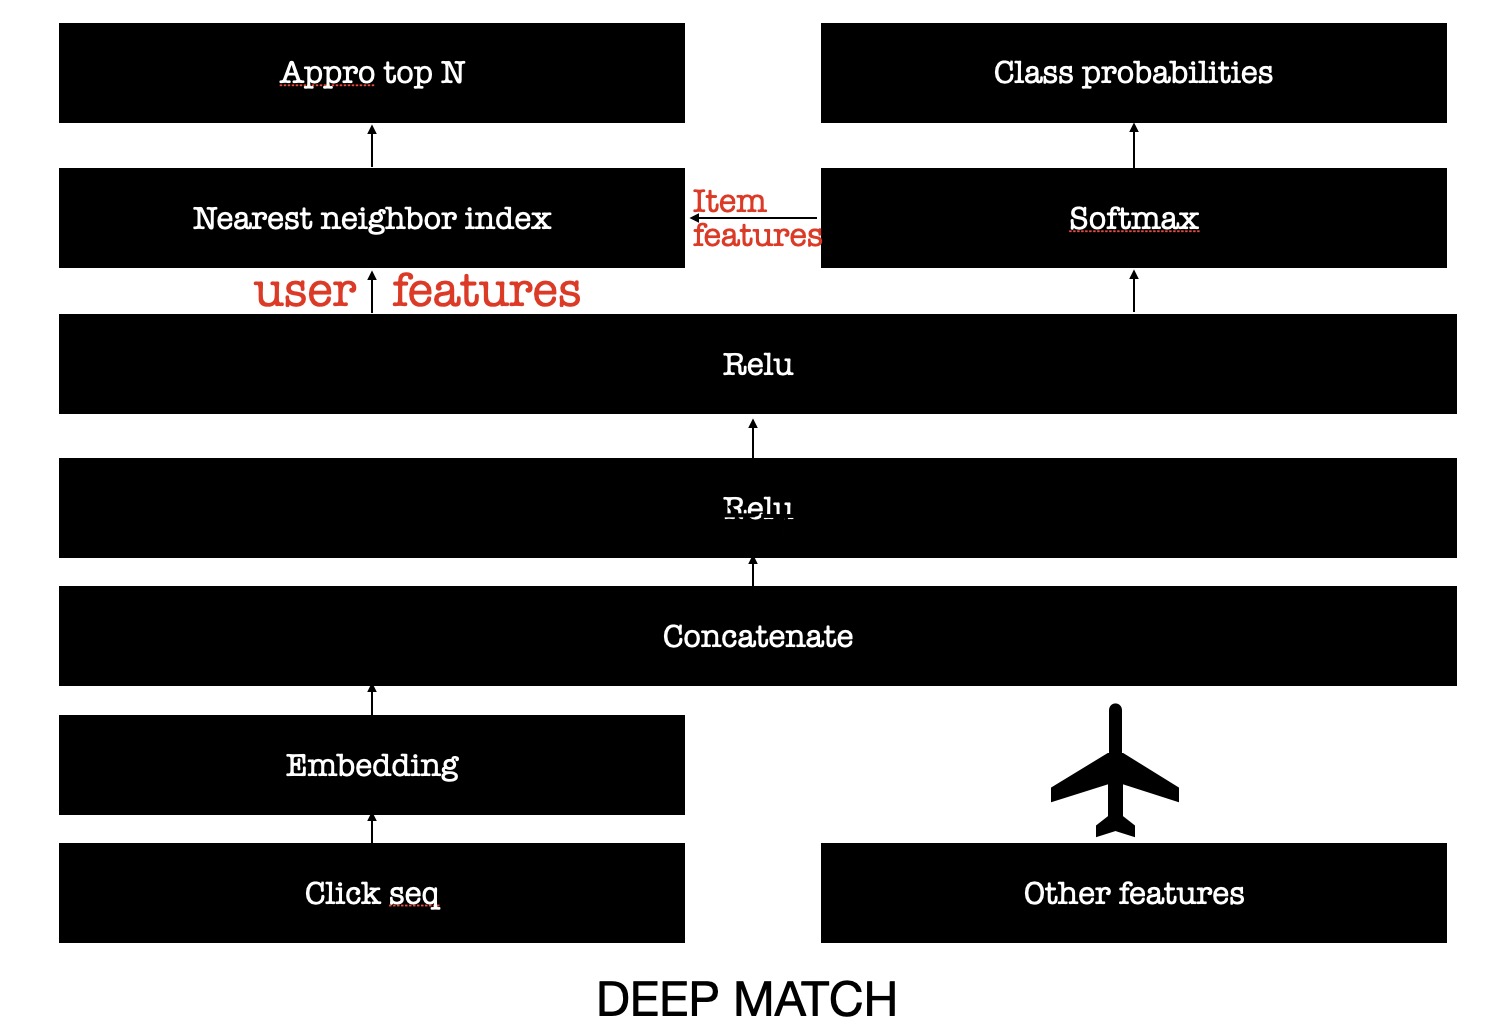 Appro top N
Class probabilities
Nearest neighbor index
Item
features
Softmax
user features
Relu
Relu
Concatenate
Embedding
Click seq
Other features
DEEP MATCH